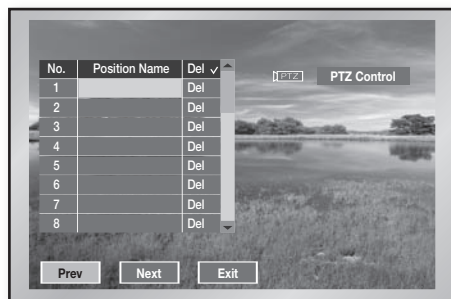 No. Position Name Del ✓
PTZ PTZ Control
1 Del
2 Del
3 Del
4 Del
5 Del
6 Del
7 Del
8 Del
Prev Next Exit